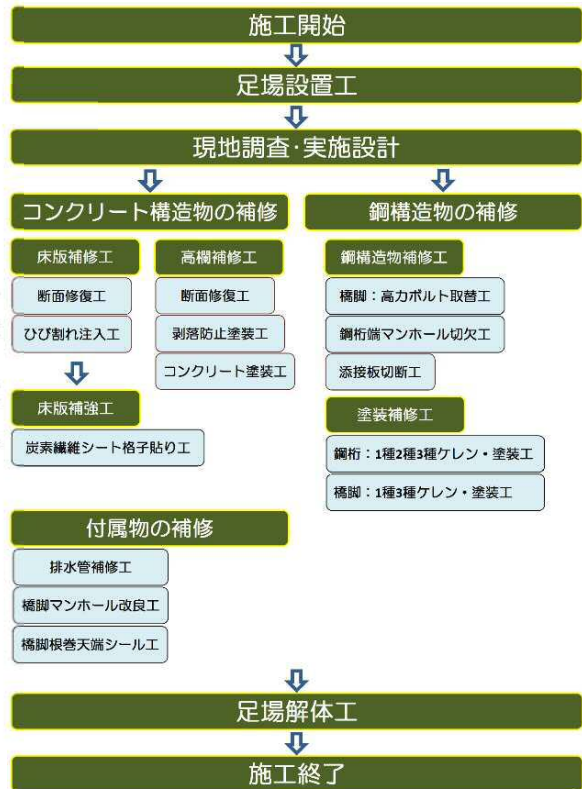 施工開始
足場設置工
現地調査・実施設計
コンクリート構造物の補修
床版補修工
断面修復工
ひび割れ注入工
床版補強工
炭素繊維シート格子貼り工
高欄補修工
断面修復工
剥落防止塗装工
コンクリート塗装工
鋼構造物の補修
鋼構造物補修工
橋脚：高力ボルト取替工
鋼桁端マンホール切欠工
添接板切断工
塗装補修工
鋼桁：1種2種3種ケレン・塗装工
橋脚：1種3種ケレン・塗装工
付属物の補修
排水管補修工
橋脚マンホール改良工
橋脚根巻天端シール工
足場解体工
施工終了